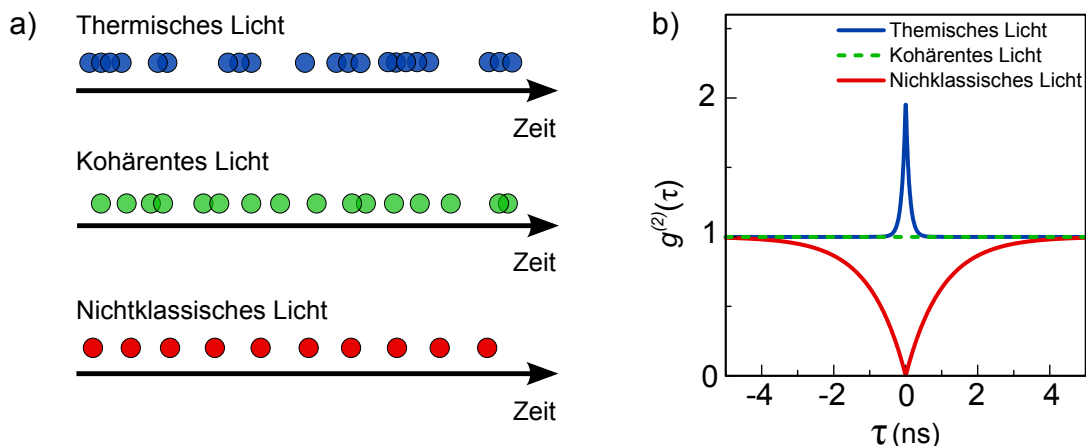 a)
Thermisches Licht
Zeit
Kohärentes Licht
Zeit
Nichtklassisches Licht
Zeit
b)
Themisches Licht
Kohärentes Licht
Nichklassisches Licht
2
1
0
g(2)(τ)
-4
-2
0
2
4
τ (ns)